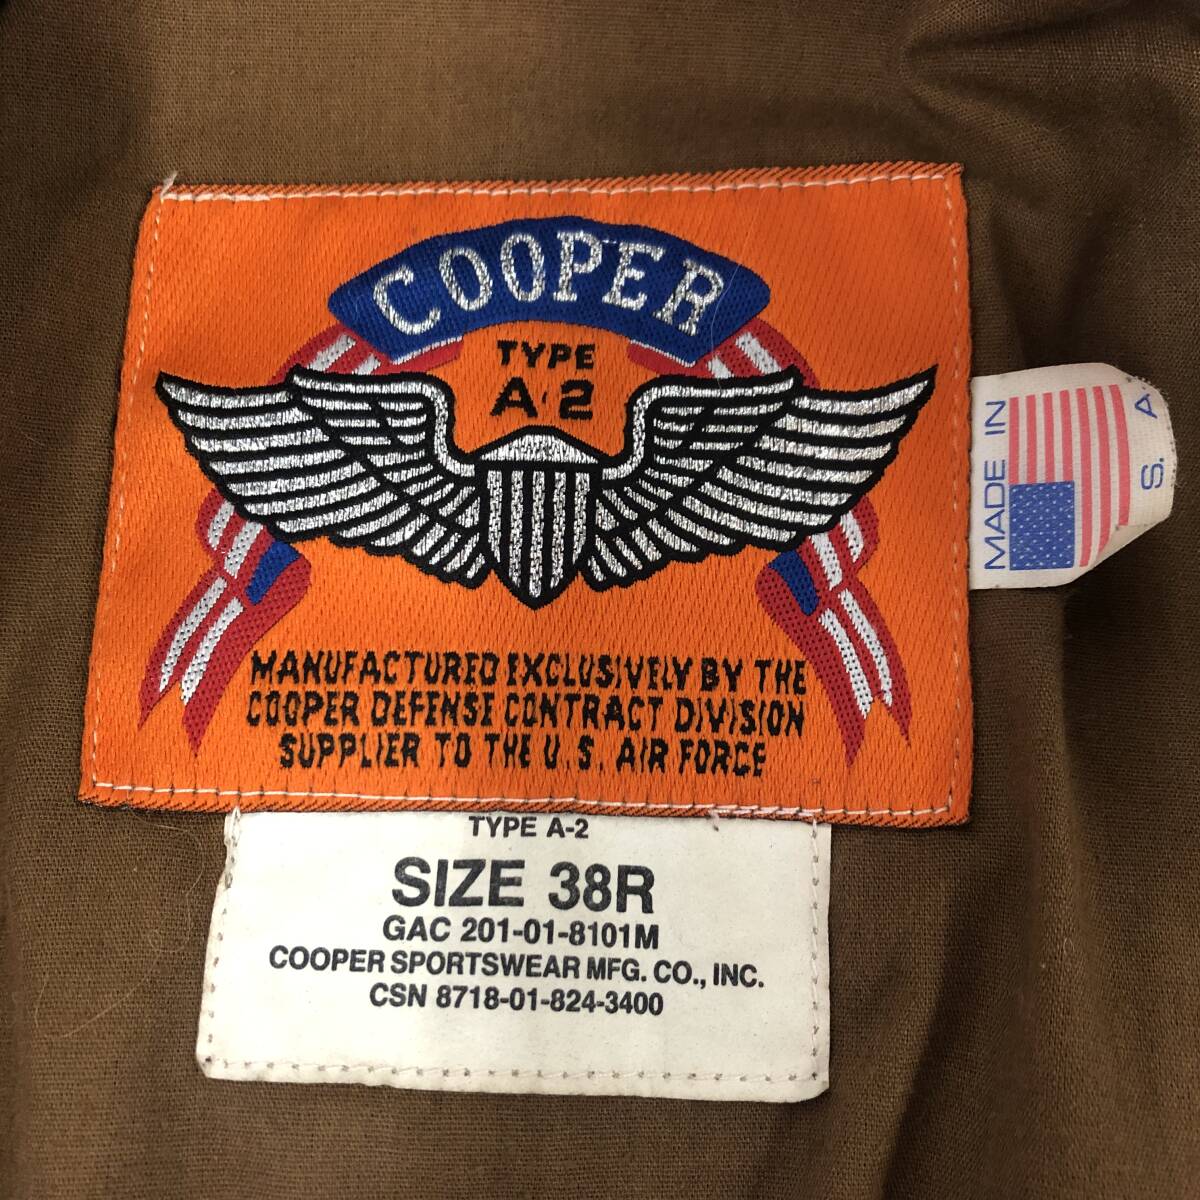 COOPER
TYPE
A-2
MANUFACTURED EXCLUSIVELY BY THE
COOPER DEFENSE CONTRACT DIVISION
SUPPLIER TO THE U.S. AIR FORCE
MADE IN
S. A
TYPE A-2
SIZE 38R
GAC 201-01-8101M
COOPER SPORTSWEAR MFG. CO., INC.
CSN 8718-01-824-3400